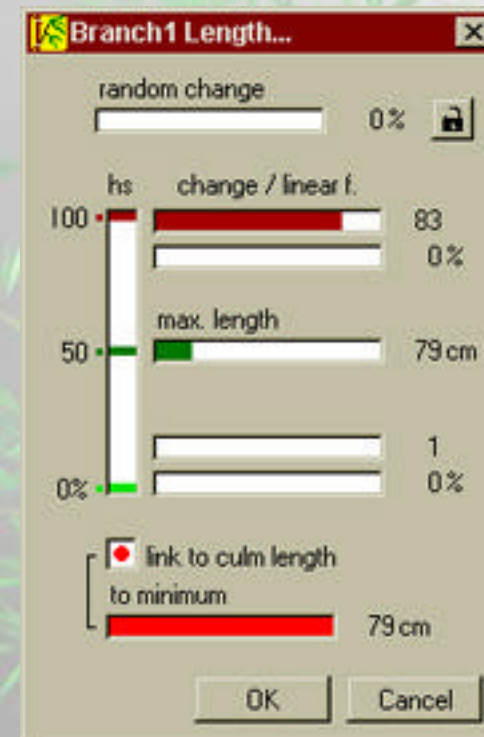 Branch1 Length...
random change
0%
hs change / linear f.
100 83
0%
max. length
50 79 cm
1
0% 0%
link to culm length
to minimum
79 cm
OK Cancel